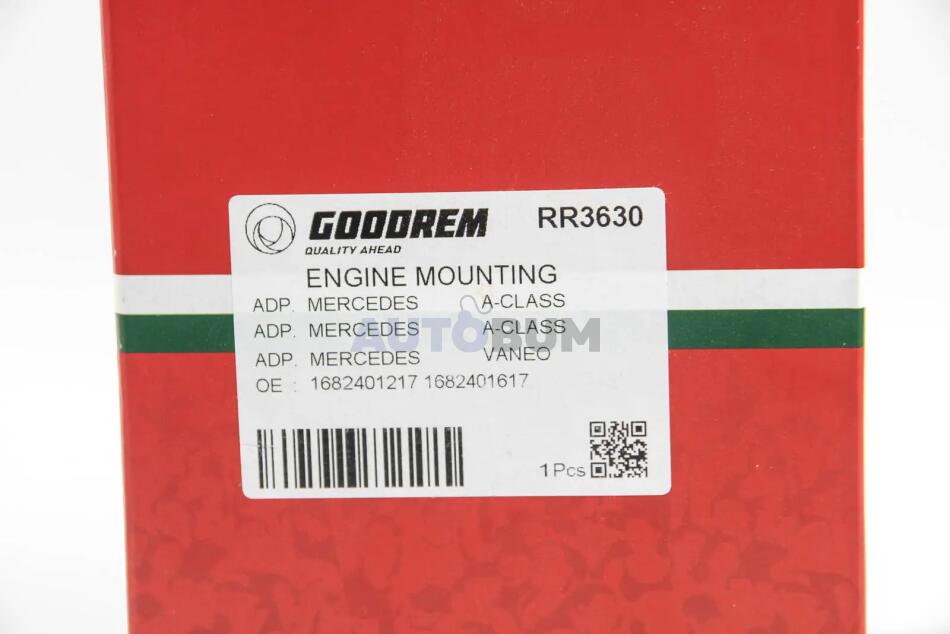 GOODREM
QUALITY AHEAD
RR3630
ENGINE MOUNTING
ADP. MERCEDES A-CLASS
ADP. MERCEDES A-CLASS
AUTOBUM
ADP. MERCEDES VANEO
OE : 1682401217 1682401617
1 Pcs